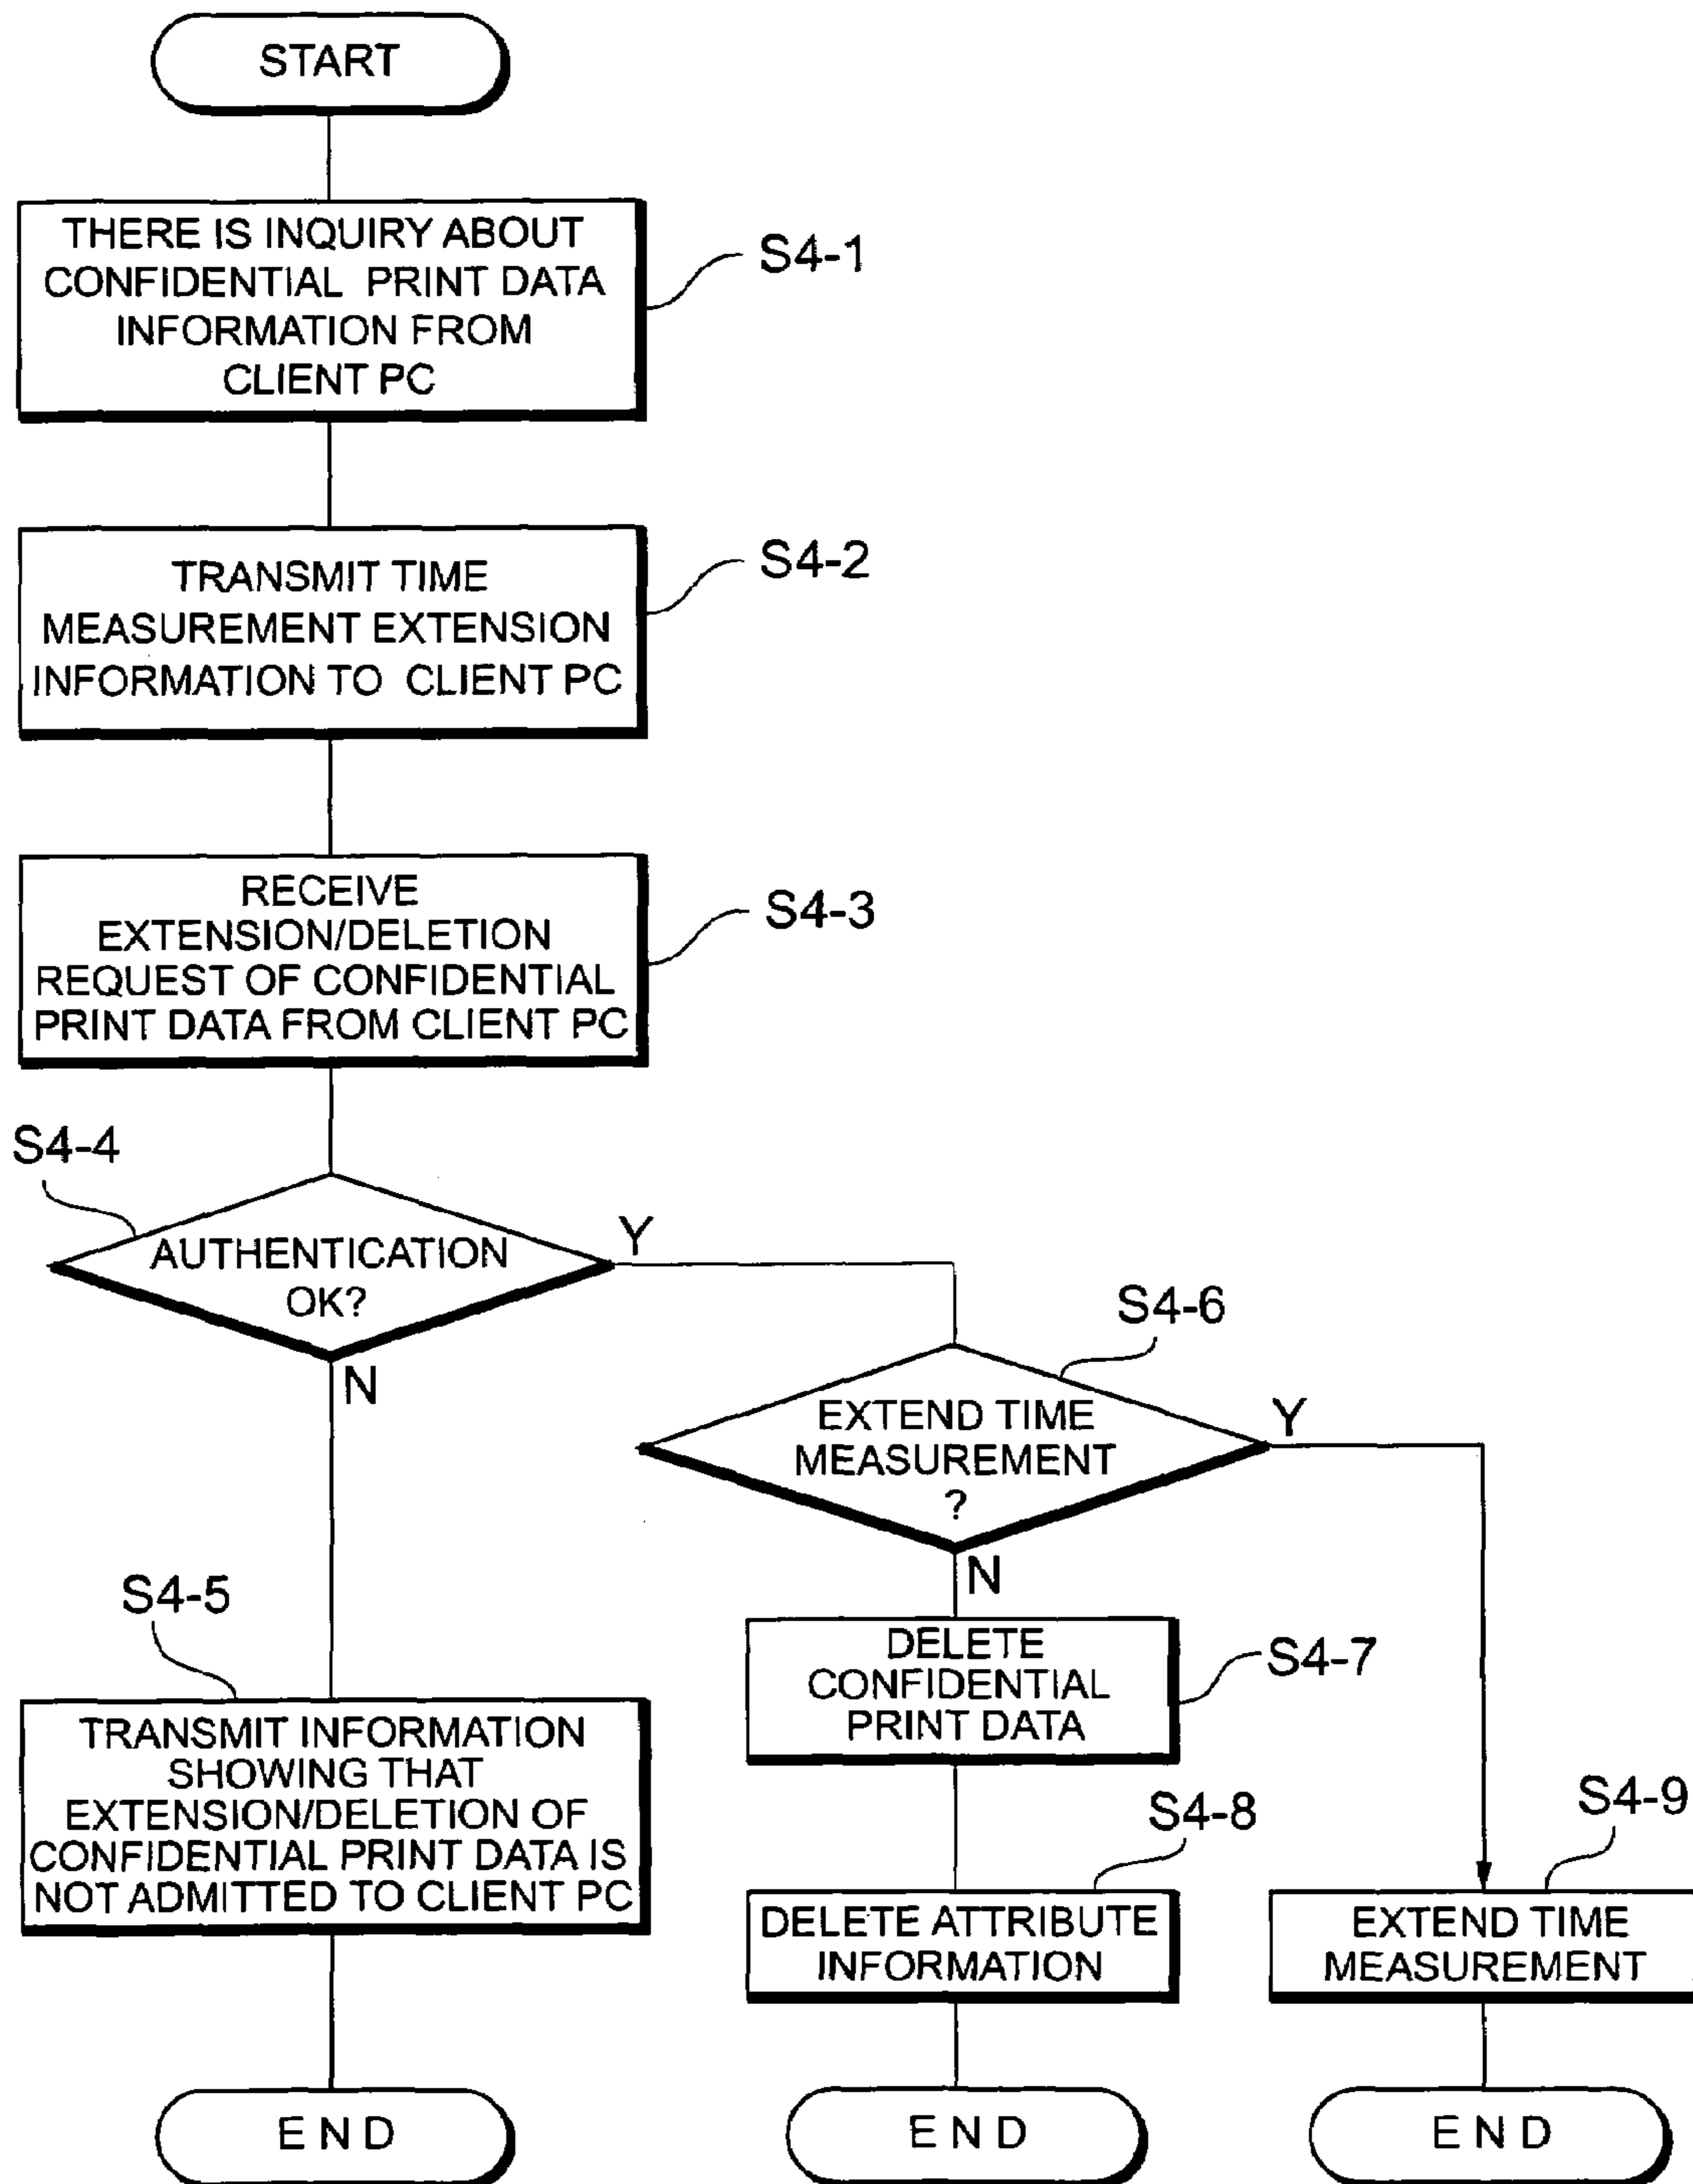 START
THERE IS INQUIRY ABOUT
CONFIDENTIAL PRINT DATA
INFORMATION FROM
CLIENT PC
S4-1
TRANSMIT TIME
MEASUREMENT EXTENSION
INFORMATION TO CLIENT PC
S4-2
RECEIVE
EXTENSION/DELETION
REQUEST OF CONFIDENTIAL
PRINT DATA FROM CLIENT PC
S4-3
S4-4
AUTHENTICATION
OK?
Y
N
S4-6
EXTEND TIME
MEASUREMENT
?
Y
N
S4-5
TRANSMIT INFORMATION
SHOWING THAT
EXTENSION/DELETION OF
CONFIDENTIAL PRINT DATA IS
NOT ADMITTED TO CLIENT PC
DELETE
CONFIDENTIAL
PRINT DATA
S4-7
S4-8
DELETE ATTRIBUTE
INFORMATION
S4-9
EXTEND TIME
MEASUREMENT
END
END
END